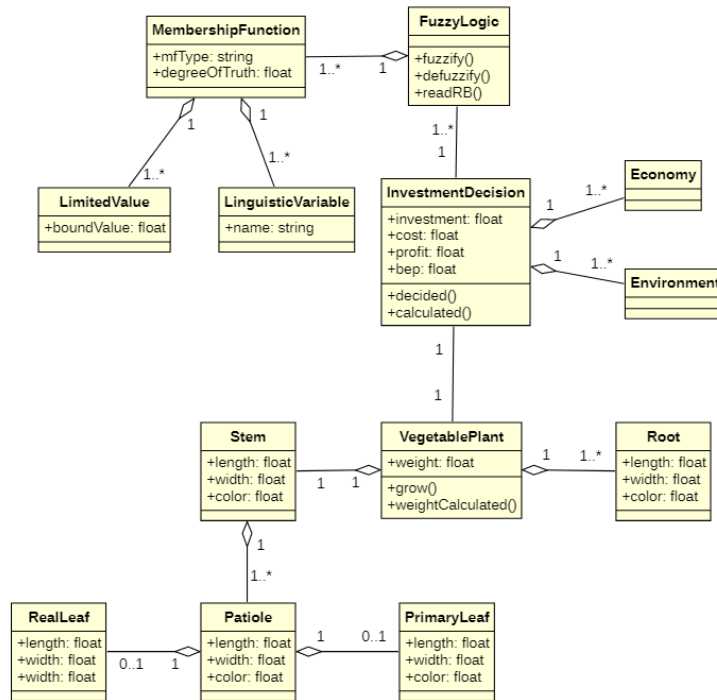 MembershipFunction
+mfType: string
+degreeOfTruth: float
FuzzyLogic
+fuzzify()
+defuzzify()
+readRB()
1..*
1
1
1
1..*
1..*
1..*
1
LimitedValue
+boundValue: float
LinguisticVariable
+name: string
InvestmentDecision
+investment: float
+cost: float
+profit: float
+bep: float
+decided()
+calculated()
1
1..*
Economy
1
1..*
Environment
1
1
Stem
+length: float
+width: float
+color: float
1
1
VegetablePlant
+weight: float
+grow()
+weightCalculated()
1
1..*
Root
+length: float
+width: float
+color: float
1
1..*
RealLeaf
+length: float
+width: float
+width: float
0..1
1
Patiole
+length: float
+width: float
+color: float
1
0..1
PrimaryLeaf
+length: float
+width: float
+color: float